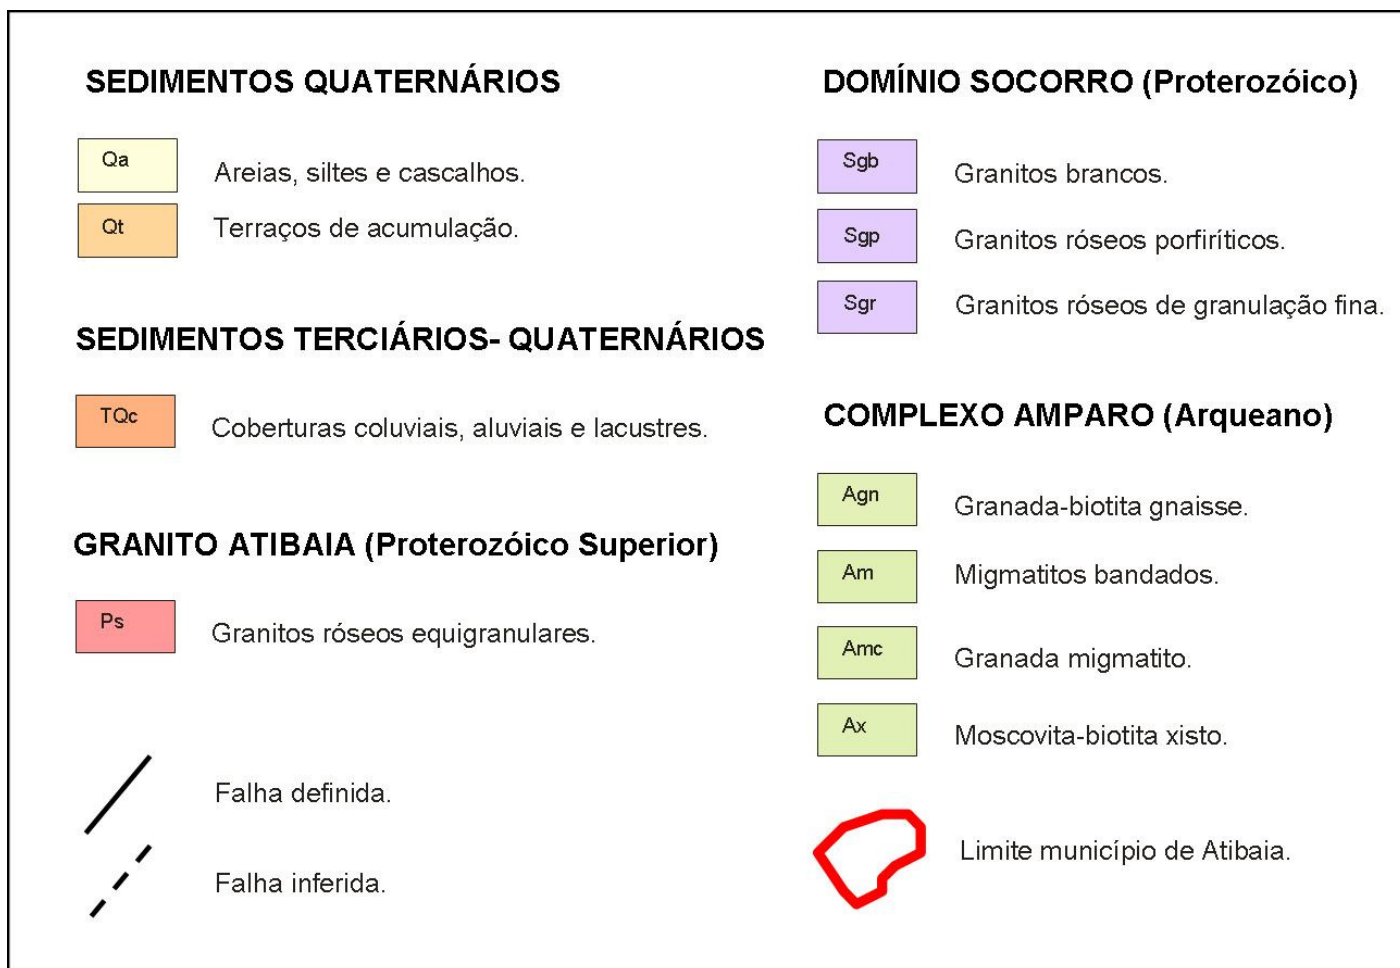 SEDIMENTOS QUATERNÁRIOS
Qa
Areias, siltes e cascalhos.
Qt
Terraços de acumulação.
SEDIMENTOS TERCIÁRIOS- QUATERNÁRIOS
TQc
Coberturas coluviais, aluviais e lacustres.
GRANITO ATIBAIA (Proterozóico Superior)
Ps
Granitos róseos equigranulares.
Falha definida.
Falha inferida.
DOMÍNIO SOCORRO (Proterozóico)
Sgb
Granitos brancos.
Sgp
Granitos róseos porfiríticos.
Sgr
Granitos róseos de granulação fina.
COMPLEXO AMPARO (Arqueano)
Agn
Granada-biotita gnaisse.
Am
Migmatitos bandados.
Amc
Granada migmatito.
Ax
Moscovita-biotita xisto.
Limite município de Atibaia.